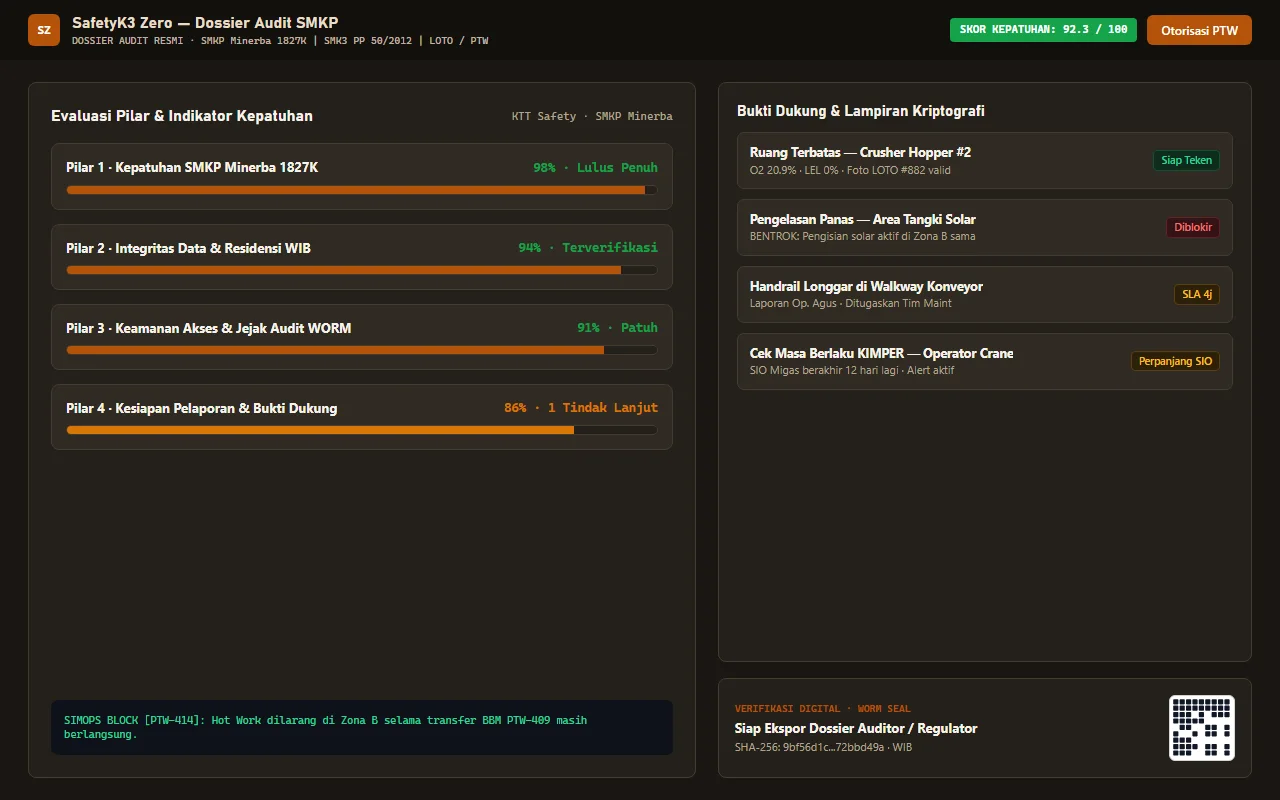 SZ
SafetyK3 Zero — Dossier Audit SMKP
DOSSIER AUDIT RESMI · SMKP Minerba 1827K | SMK3 PP 50/2012 | LOTO / PTW
SKOR KEPATUHAN: 92.3 / 100
Otorisasi PTW
Evaluasi Pilar & Indikator Kepatuhan
KTT Safety · SMKP Minerba
Pilar 1 · Kepatuhan SMKP Minerba 1827K
98% · Lulus Penuh
Pilar 2 · Integritas Data & Residensi WIB
94% · Terverifikasi
Pilar 3 · Keamanan Akses & Jejak Audit WORM
91% · Patuh
Pilar 4 · Kesiapan Pelaporan & Bukti Dukung
86% · 1 Tindak Lanjut
SIMOPS BLOCK [PTW-414]: Hot Work dilarang di Zona B selama transfer BBM PTW-409 masih
berlangsung.
Bukti Dukung & Lampiran Kriptografi
Ruang Terbatas — Crusher Hopper #2
O2 20.9% · LEL 0% · Foto LOTO #882 valid
Siap Teken
Pengelasan Panas — Area Tangki Solar
BENTROK: Pengisian solar aktif di Zona B sama
Diblokir
Handrail Longgar di Walkway Konveyor
Laporan Op. Agus · Ditugaskan Tim Maint
SLA 4j
Cek Masa Berlaku KIMPER — Operator Crane
SIO Migas berakhir 12 hari lagi · Alert aktif
Perpanjang SIO
VERIFIKASI DIGITAL · WORM SEAL
Siap Ekspor Dossier Auditor / Regulator
SHA-256: 9bf56d1c…72bbd49a · WIB